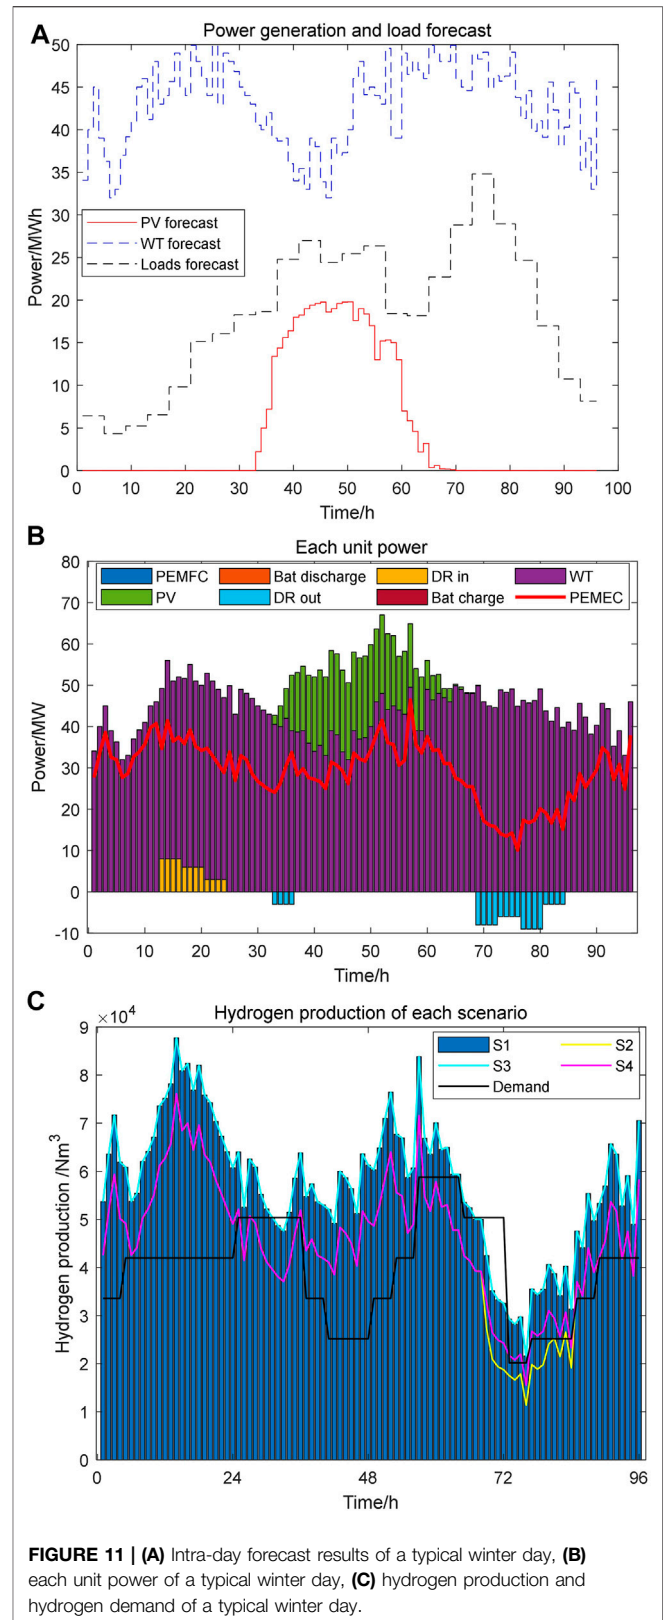 A
Power generation and load forecast
50
45
40
35
30
25
20
15
10
5
0
Power/MWh
PV forecast
WT forecast
Loads forecast
0 10 20 30 40 50 60 70 80 90 100
Time/h
B
Each unit power
80
70
60
50
40
30
20
10
0
-10
Power/MW
PEMFC Bat discharge DR in WT
PV DR out Bat charge PEMEC
0 10 20 30 40 50 60 70 80 90
Time/h
C
×10⁴ Hydrogen production of each scenario
9
8
7
6
5
4
3
2
1
0
Hydrogen production /Nm³
S1 S2
S3 S4
Demand
0 24 48 72 96
Time/h
FIGURE 11 | (A) Intra-day forecast results of a typical winter day, (B)
each unit power of a typical winter day, (C) hydrogen production and
hydrogen demand of a typical winter day.